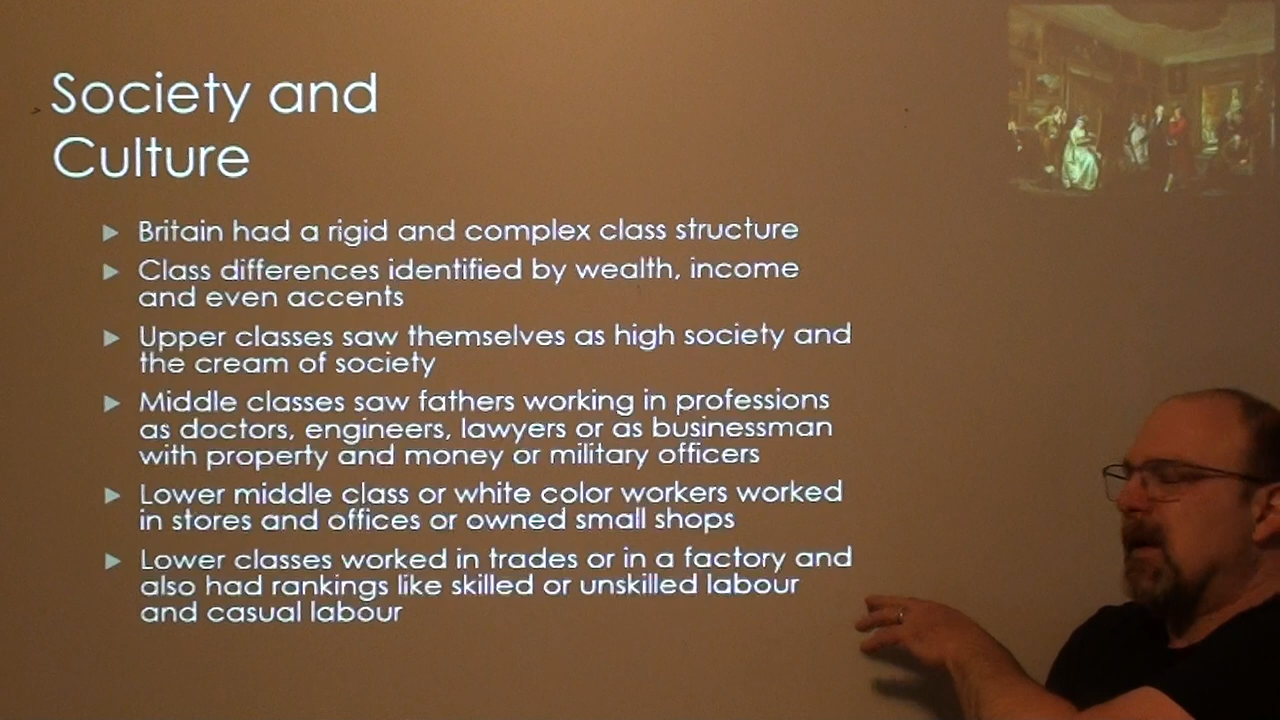 Society and
Culture
Britain had a rigid and complex class structure
Class differences identified by wealth, income
and even accents
Upper classes saw themselves as high society and
the cream of society
Middle classes saw fathers working in professions
as doctors, engineers, lawyers or as businessman
with property and money or military officers
Lower middle class or white color workers worked
in stores and offices or owned small shops
Lower classes worked in trades or in a factory and
also had rankings like skilled or unskilled labour
and casual labour